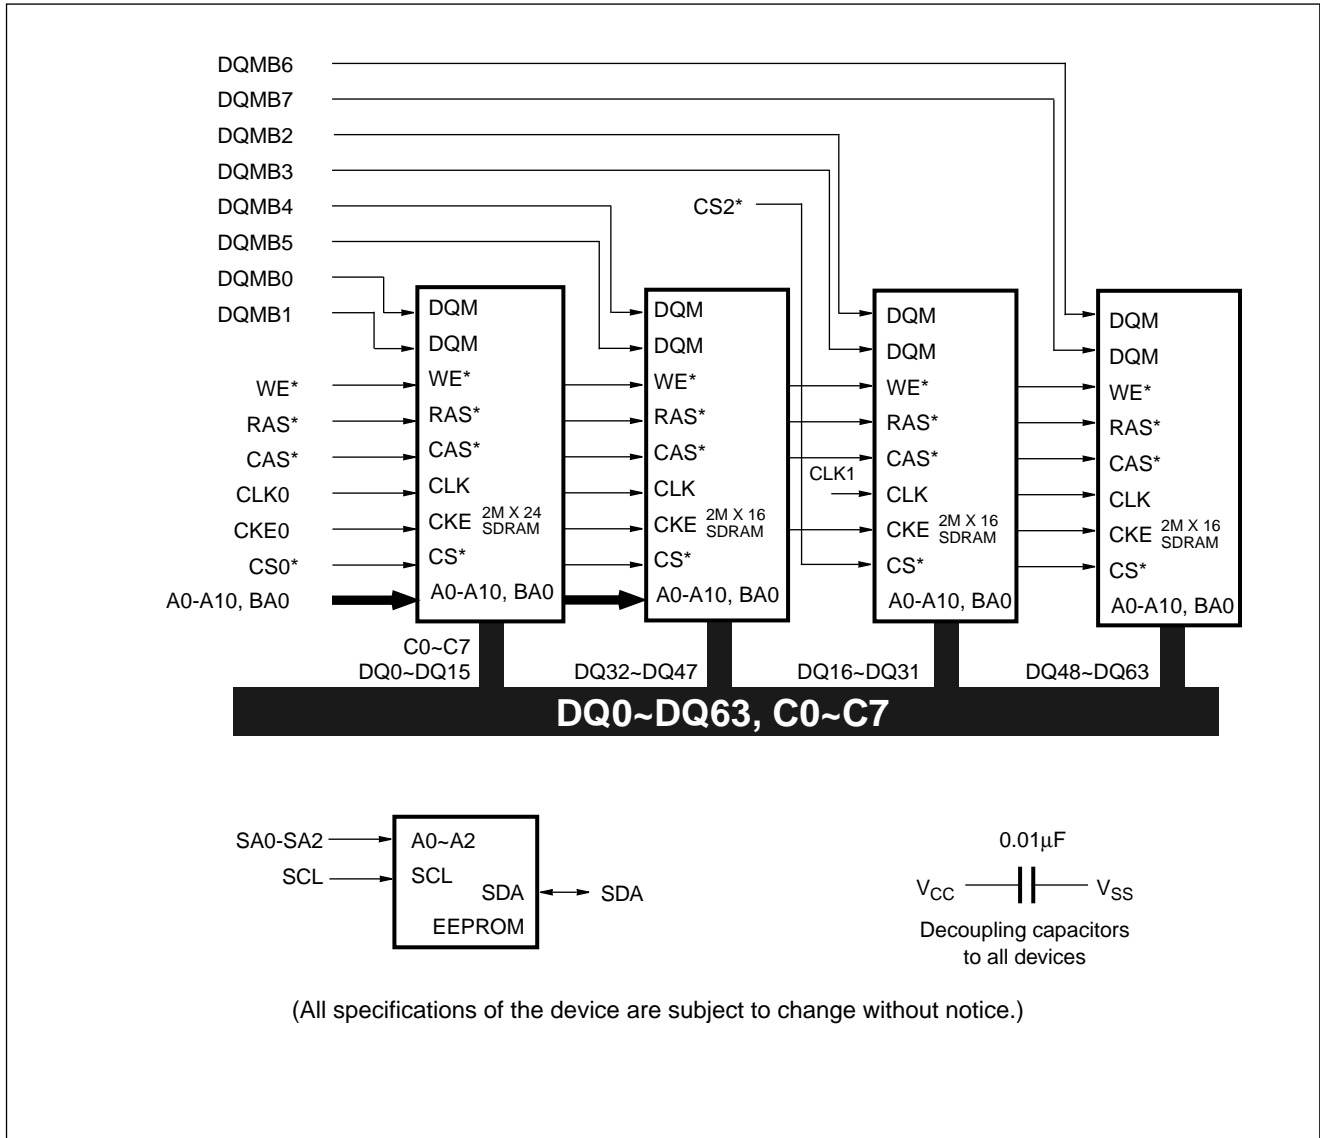 DQMB6
DQMB7
DQMB2
DQMB3
DQMB4
DQMB5
DQMB0
DQMB1
WE*
RAS*
CAS*
CLK0
CKE0
CS0*
A0-A10, BA0
CS2*
CLK1
DQM
DQM
WE*
RAS*
CAS*
CLK
CKE
2M X 24
SDRAM
CS*
A0-A10, BA0
DQM
DQM
WE*
RAS*
CAS*
CLK
CKE
2M X 16
SDRAM
CS*
A0-A10, BA0
DQM
DQM
WE*
RAS*
CAS*
CLK
CKE
2M X 16
SDRAM
CS*
A0-A10, BA0
DQM
DQM
WE*
RAS*
CAS*
CLK
CKE
2M X 16
SDRAM
CS*
A0-A10, BA0
C0~C7
DQ0~DQ15
DQ32~DQ47
DQ16~DQ31
DQ48~DQ63
DQ0~DQ63, C0~C7
SA0-SA2
SCL
A0~A2
SCL
SDA
EEPROM
SDA
0.01µF
VCC
VSS
Decoupling capacitors
to all devices
(All specifications of the device are subject to change without notice.)